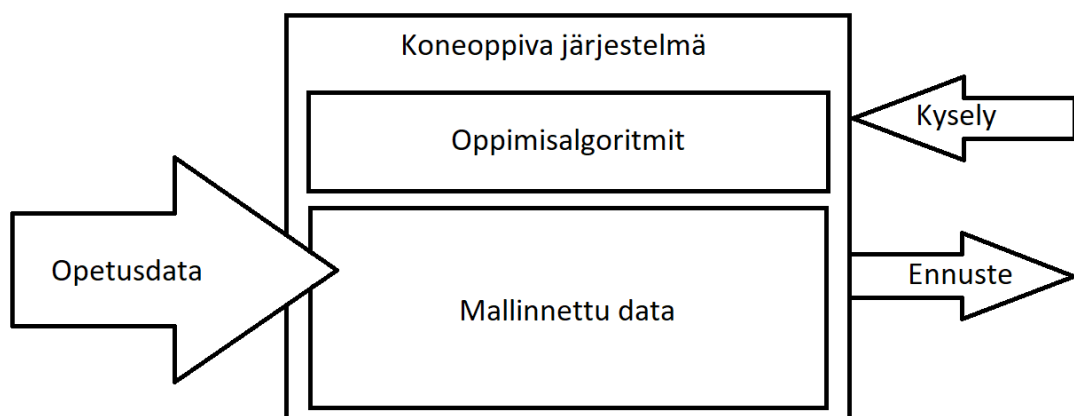 Koneoppiva järjestelmä
Oppimisalgoritmit
Kysely
Opetusdata
Mallinnettu data
Ennuste